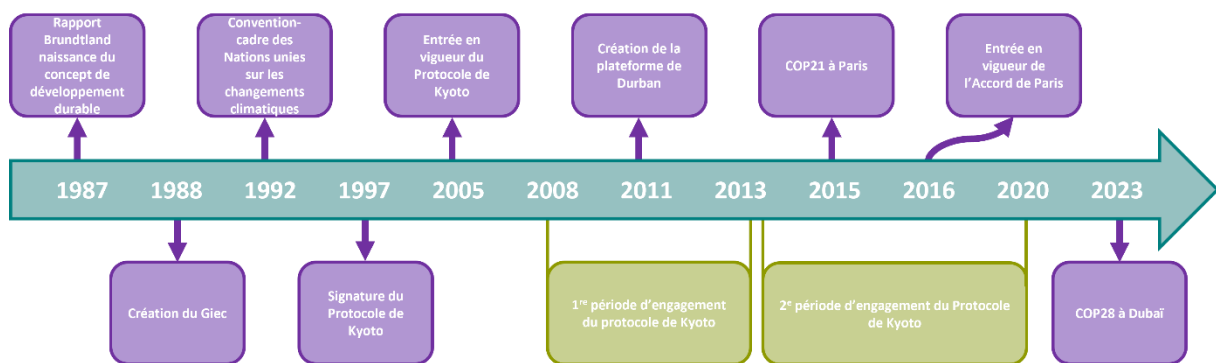 Rapport
Brundtland
naissance du
concept de
développement
durable
Convention-
cadre des
Nations unies
sur les
changements
climatiques
Entrée en
vigueur du
Protocole de
Kyoto
Création de la
plateforme de
Durban
COP21 à Paris
Entrée en
vigueur de
l’Accord de Paris
1987 1988 1992 1997 2005 2008 2011 2013 2015 2016 2020 2023
Création du Giec
Signature du
Protocole de
Kyoto
1re période d’engagement
du protocole de Kyoto
2e période d’engagement du Protocole
de Kyoto
COP28 à Dubaï